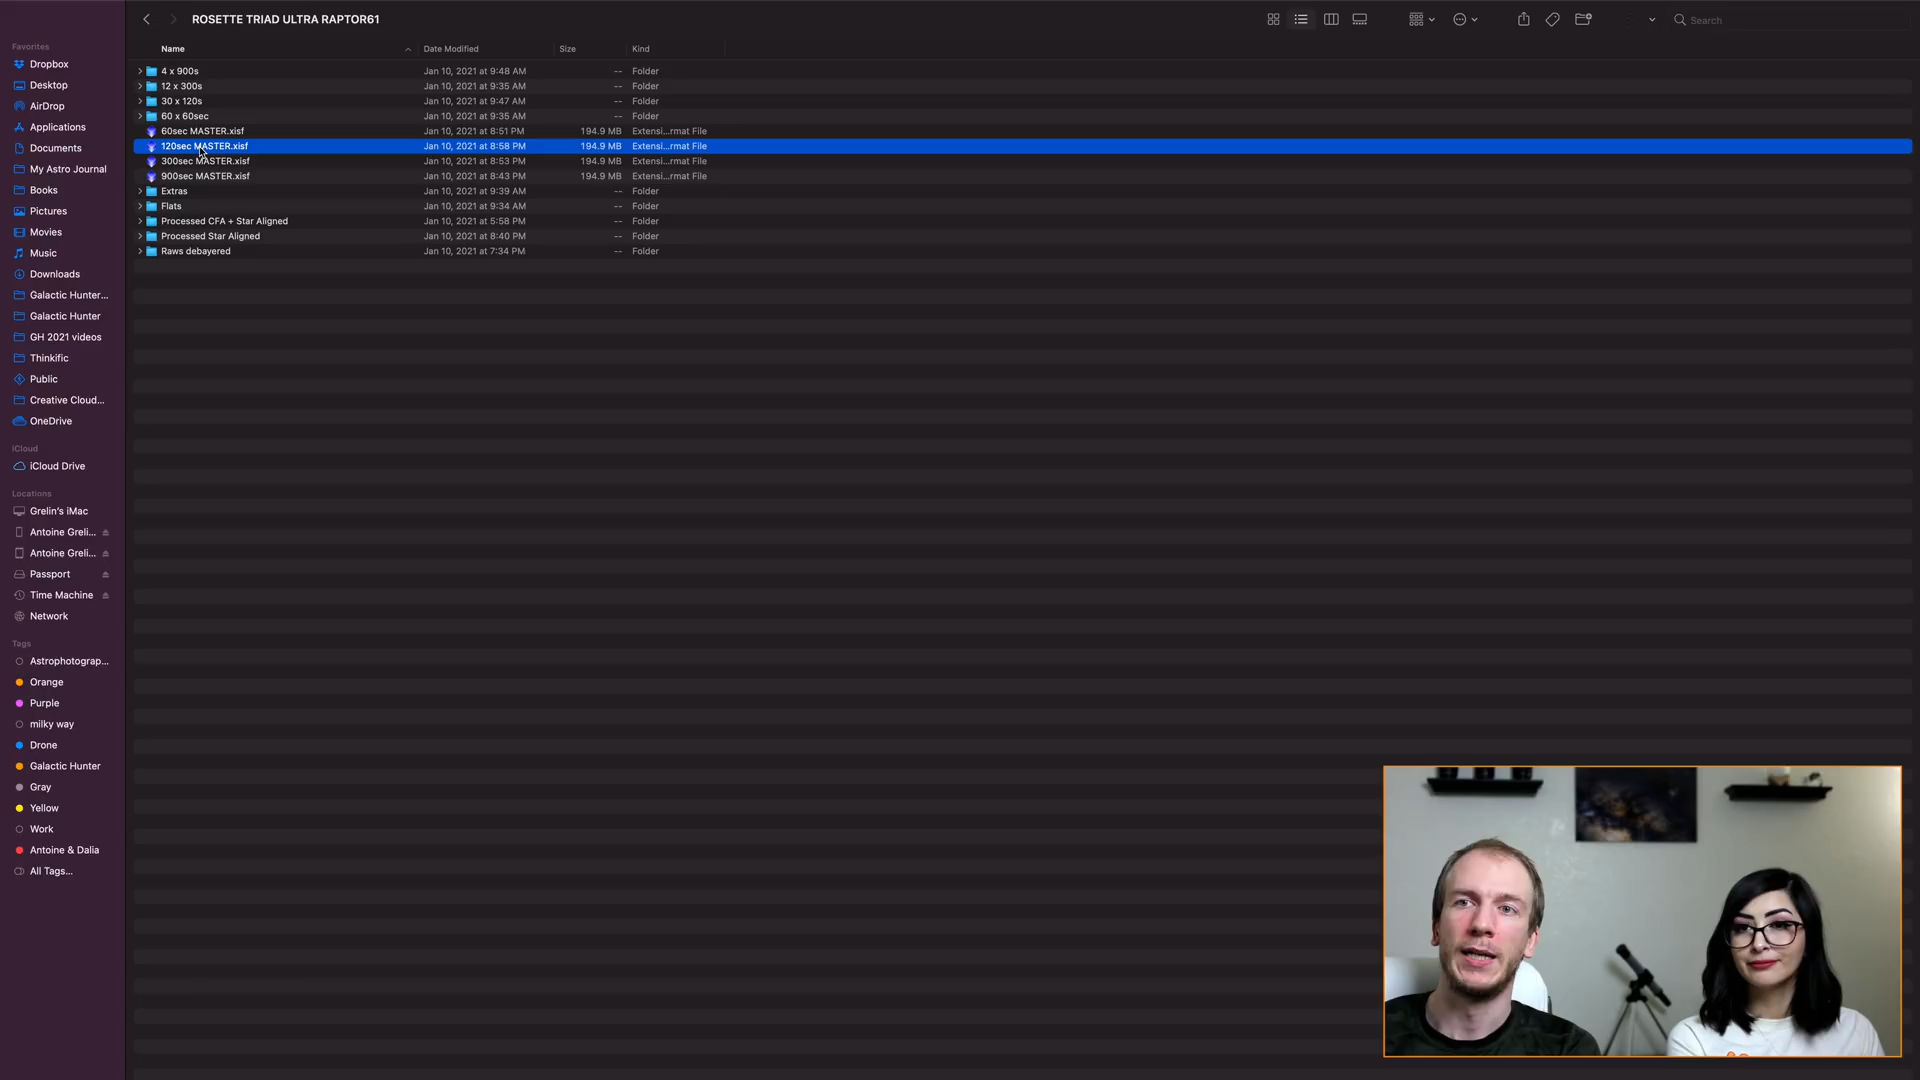 ROSETTE TRIAD ULTRA RAPTOR61
Search
Name Date Modified Size Kind
4 x 900s Jan 10, 2021 at 9:48 AM -- Folder
12 x 300s Jan 10, 2021 at 9:35 AM -- Folder
30 x 120s Jan 10, 2021 at 9:47 AM -- Folder
60 x 60sec Jan 10, 2021 at 9:35 AM -- Folder
60sec MASTER.xisf Jan 10, 2021 at 8:51 PM 194.9 MB Extensi...rmat File
120sec MASTER.xisf Jan 10, 2021 at 8:58 PM 194.9 MB Extensi...rmat File
300sec MASTER.xisf Jan 10, 2021 at 8:53 PM 194.9 MB Extensi...rmat File
900sec MASTER.xisf Jan 10, 2021 at 8:43 PM 194.9 MB Extensi...rmat File
Extras Jan 10, 2021 at 9:39 AM -- Folder
Flats Jan 10, 2021 at 9:34 AM -- Folder
Processed CFA + Star Aligned Jan 10, 2021 at 5:58 PM -- Folder
Processed Star Aligned Jan 10, 2021 at 8:40 PM -- Folder
Raws debayered Jan 10, 2021 at 7:34 PM -- Folder
Favorites
Dropbox
Desktop
AirDrop
Applications
Documents
My Astro Journal
Books
Pictures
Movies
Music
Downloads
Galactic Hunter...
Galactic Hunter
GH 2021 videos
Thinkific
Public
Creative Cloud...
OneDrive
iCloud
iCloud Drive
Locations
Grelin's iMac
Antoine Greli...
Antoine Greli...
Passport
Time Machine
Network
Tags
Astrophotograp...
Orange
Purple
milky way
Drone
Galactic Hunter
Gray
Yellow
Work
Antoine & Dalia
All Tags...